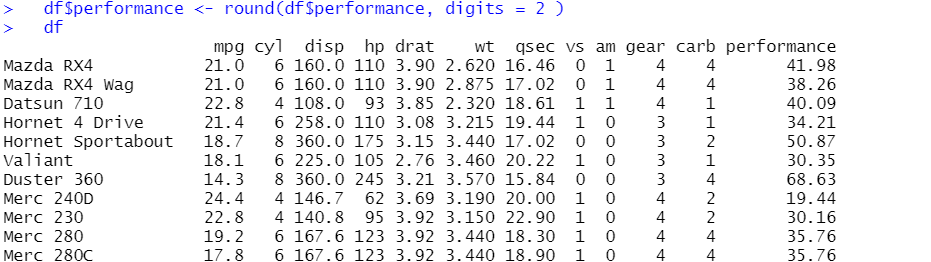 >   df$performance <- round(df$performance, digits = 2 )
>   df
                   mpg cyl  disp  hp drat    wt  qsec vs am gear carb performance
Mazda RX4         21.0   6 160.0 110 3.90 2.620 16.46  0  1    4    4       41.98
Mazda RX4 Wag     21.0   6 160.0 110 3.90 2.875 17.02  0  1    4    4       38.26
Datsun 710        22.8   4 108.0  93 3.85 2.320 18.61  1  1    4    1       40.09
Hornet 4 Drive    21.4   6 258.0 110 3.08 3.215 19.44  1  0    3    1       34.21
Hornet Sportabout 18.7   8 360.0 175 3.15 3.440 17.02  0  0    3    2       50.87
Valiant           18.1   6 225.0 105 2.76 3.460 20.22  1  0    3    1       30.35
Duster 360        14.3   8 360.0 245 3.21 3.570 15.84  0  0    3    4       68.63
Merc 240D         24.4   4 146.7  62 3.69 3.190 20.00  1  0    4    2       19.44
Merc 230          22.8   4 140.8  95 3.92 3.150 22.90  1  0    4    2       30.16
Merc 280          19.2   6 167.6 123 3.92 3.440 18.30  1  0    4    4       35.76
Merc 280C         17.8   6 167.6 123 3.92 3.440 18.90  1  0    4    4       35.76